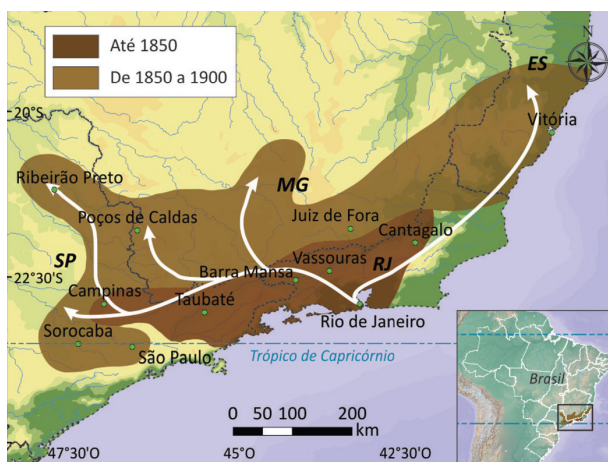 Até 1850
De 1850 a 1900
ES
20°S
Vitória
Ribeirão Preto
MG
Poços de Caldas
Juiz de Fora
Cantagalo
SP
Vassouras
RJ
22°30'S
Barra Mansa
Campinas
Taubaté
Rio de Janeiro
Sorocaba
São Paulo
Trópico de Capricórnio
Brasil
0 50 100 200
km
47°30'O
45°O
42°30'O